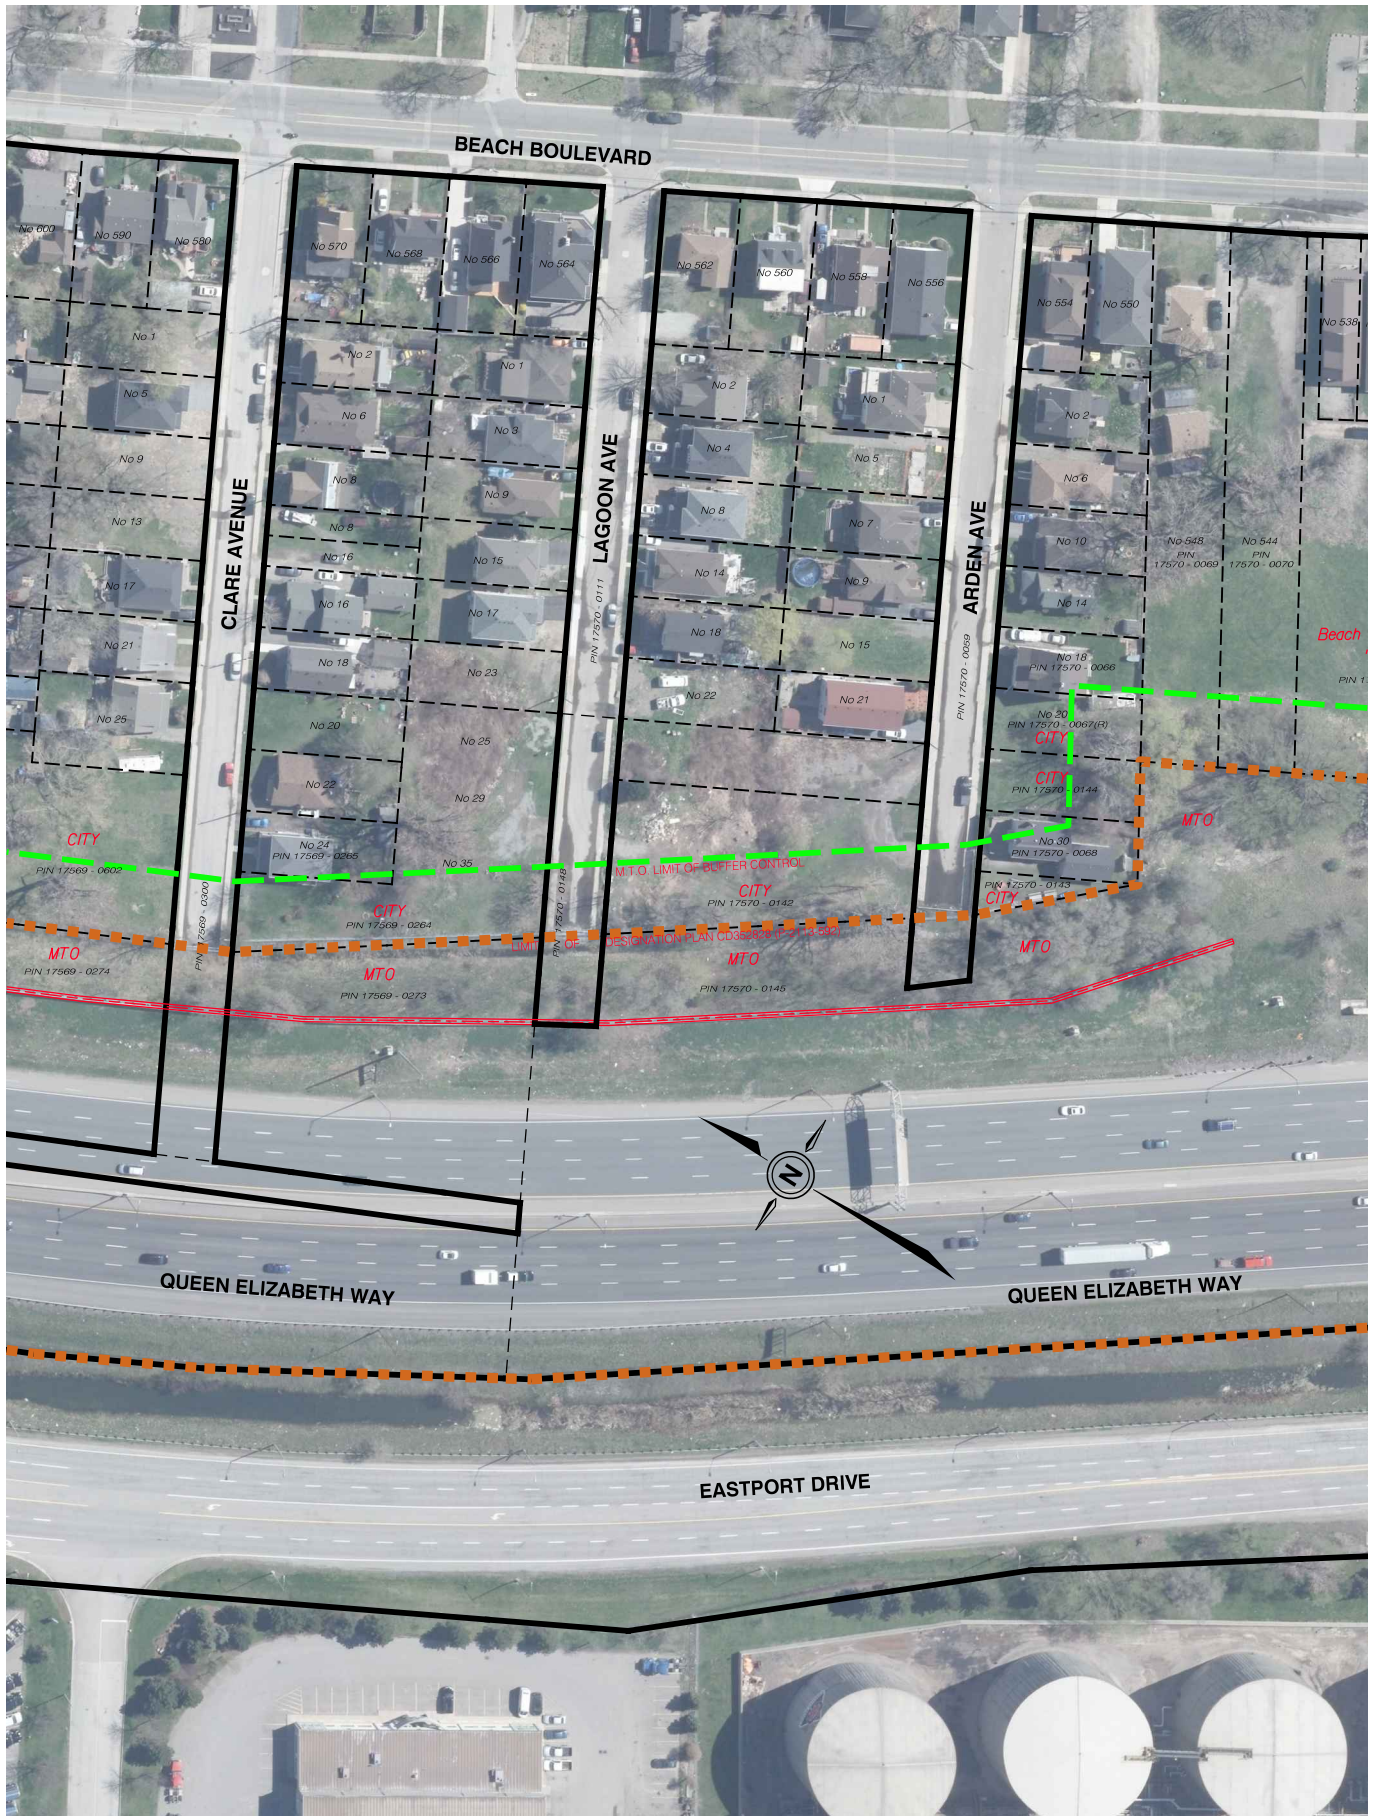 BEACH BOULEVARD
No 600
No 590
No 580
No 570
No 568
No 566
No 564
No 562
No 560
No 558
No 556
No 554
No 550
No 538
No 1
No 5
No 9
No 13
No 17
No 21
No 25
CLARE AVENUE
No 2
No 6
No 8
No 8
No 16
No 16
No 18
No 20
No 22
No 24
PIN 17569 - 0265
No 1
No 3
No 9
No 15
No 17
No 23
No 25
No 29
No 35
LAGOON AVE
PIN 17570 - 0111
No 2
No 4
No 8
No 14
No 18
No 22
No 1
No 5
No 7
No 9
No 15
No 21
ARDEN AVE
PIN 17570 - 0059
No 2
No 6
No 10
No 14
No 18
PIN 17570 - 0066
No 20
PIN 17570 - 0067(R)
CITY
CITY
PIN 17570 - 0144
No 30
PIN 17570 - 0068
PIN 17570 - 0143
CITY
No 548
PIN
17570 - 0069
No 544
PIN
17570 - 0070
Beach
PIN 1
MTO
CITY
PIN 17569 - 0602
PIN 17569 - 0300
CITY
PIN 17569 - 0264
PIN 17570 - 0148
M.T.O. LIMIT OF BUFFER CONTROL
CITY
PIN 17570 - 0142
LIMIT OF DESIGNATION PLAN
MTO
PIN 17569 - 0274
MTO
PIN 17569 - 0273
MTO
PIN 17570 - 0145
MTO
N
QUEEN ELIZABETH WAY
QUEEN ELIZABETH WAY
EASTPORT DRIVE